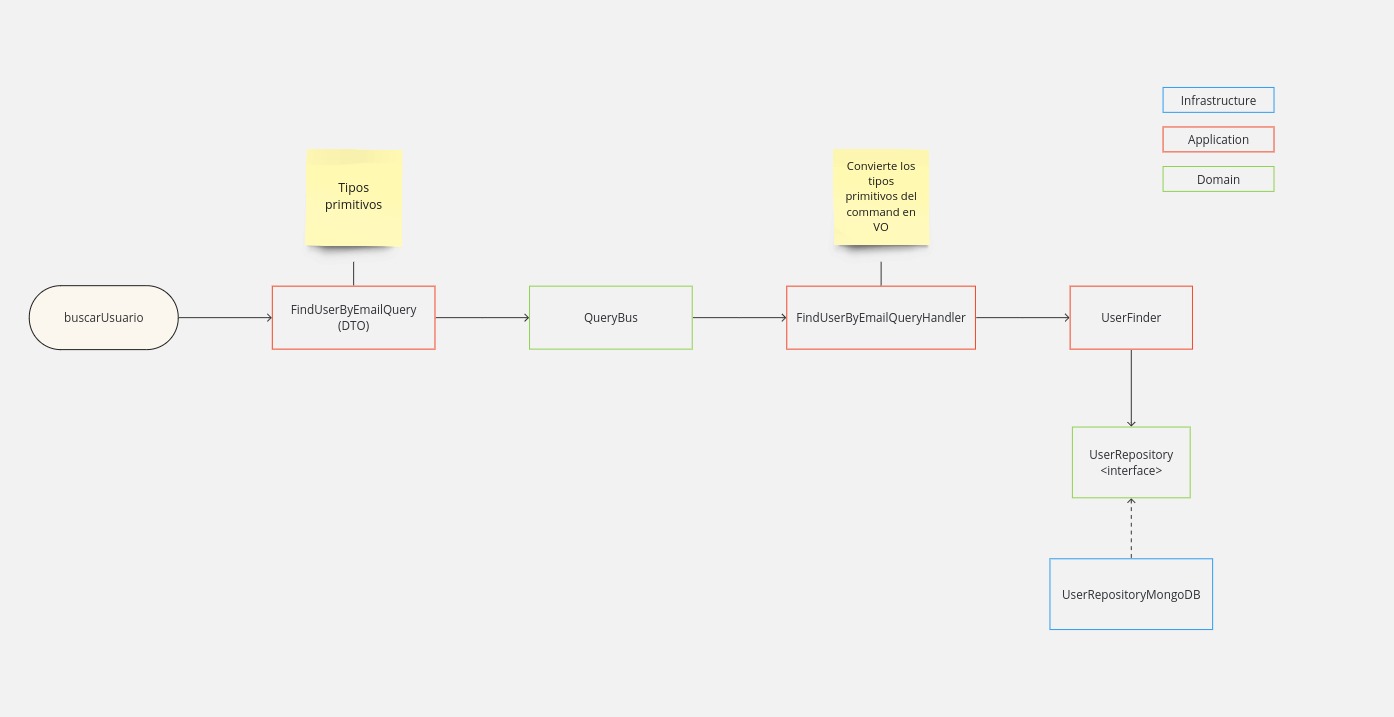 Infrastructure
Application
Domain
Tipos
primitivos
Convierte los
tipos
primitivos del
command en
VO
buscarUsuario
FindUserByEmailQuery
(DTO)
QueryBus
FindUserByEmailQueryHandler
UserFinder
UserRepository
<interface>
UserRepositoryMongoDB